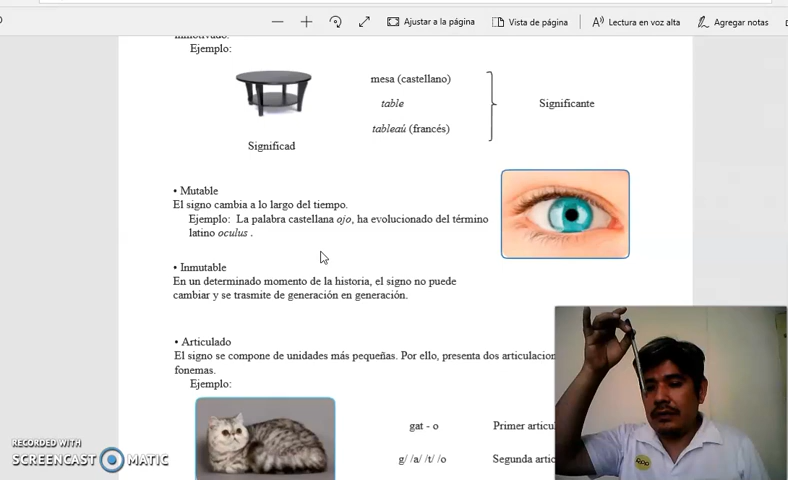 Ajustar a la página
Vista de página
Lectura en voz alta
Agregar notas
inmotivado.
Ejemplo:
mesa (castellano)
table
tableaú (francés)
Significante
Significad
• Mutable
El signo cambia a lo largo del tiempo.
Ejemplo: La palabra castellana ojo, ha evolucionado del término
latino oculus .
• Inmutable
En un determinado momento de la historia, el signo no puede
cambiar y se trasmite de generación en generación.
• Articulado
El signo se compone de unidades más pequeñas. Por ello, presenta dos articulacion
fonemas.
Ejemplo:
gat - o
Primer articul
g/ /a/ /t/ /o
Segunda artic
RECORDED WITH
SCREENCAST MATIC